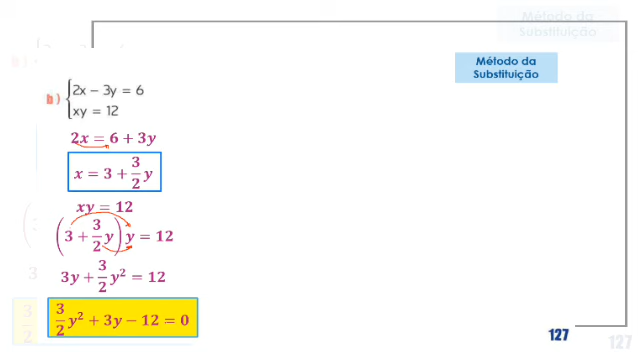 Método da
Substituição
b) { 2x − 3y = 6
xy = 12
2x = 6 + 3y
x = 3 + 3/2 y
xy = 12
(3 + 3/2 y) y = 12
3y + 3/2 y² = 12
3/2 y² + 3y − 12 = 0
127